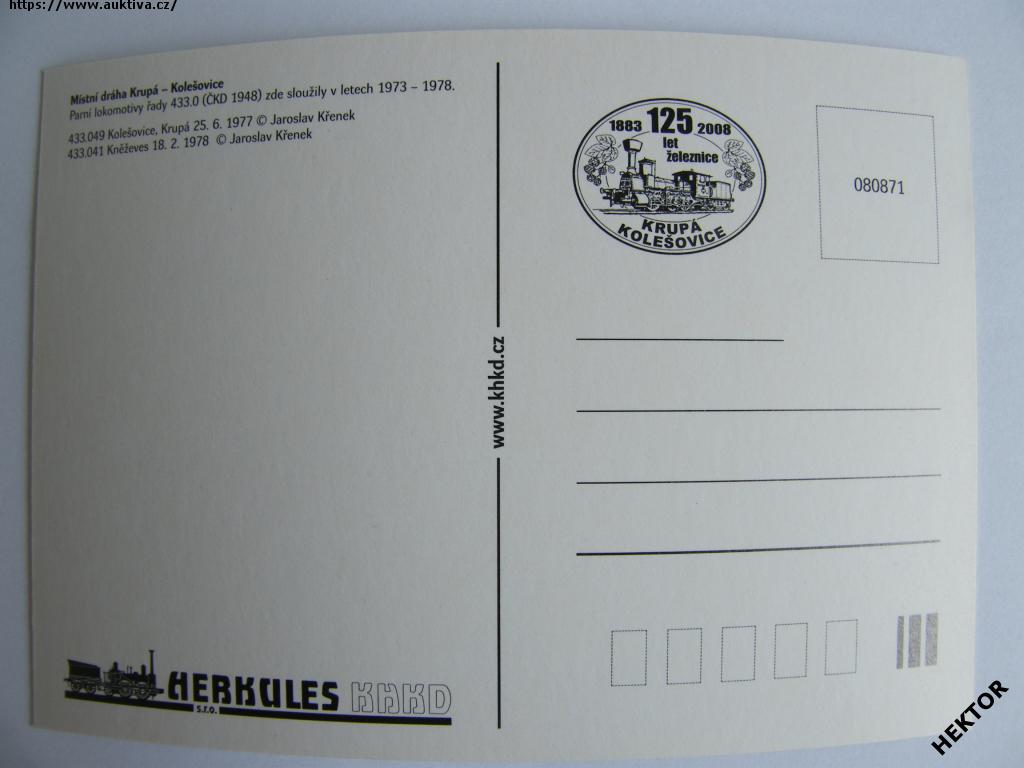 https://www.auktiva.cz/
Místní dráha Krupá – Kolešovice
Parní lokomotivy řady 433.0 (ČKD 1948) zde sloužily v letech 1973 – 1978.
433.049 Kolešovice, Krupá 25. 6. 1977 © Jaroslav Křenek
433.041 Kněževes 18. 2. 1978 © Jaroslav Křenek
1883 125 2008
let
železnice
KRUPÁ
KOLEŠOVICE
080871
www.khkd.cz
HERKULES KHKD
s.r.o.
HEKTOR